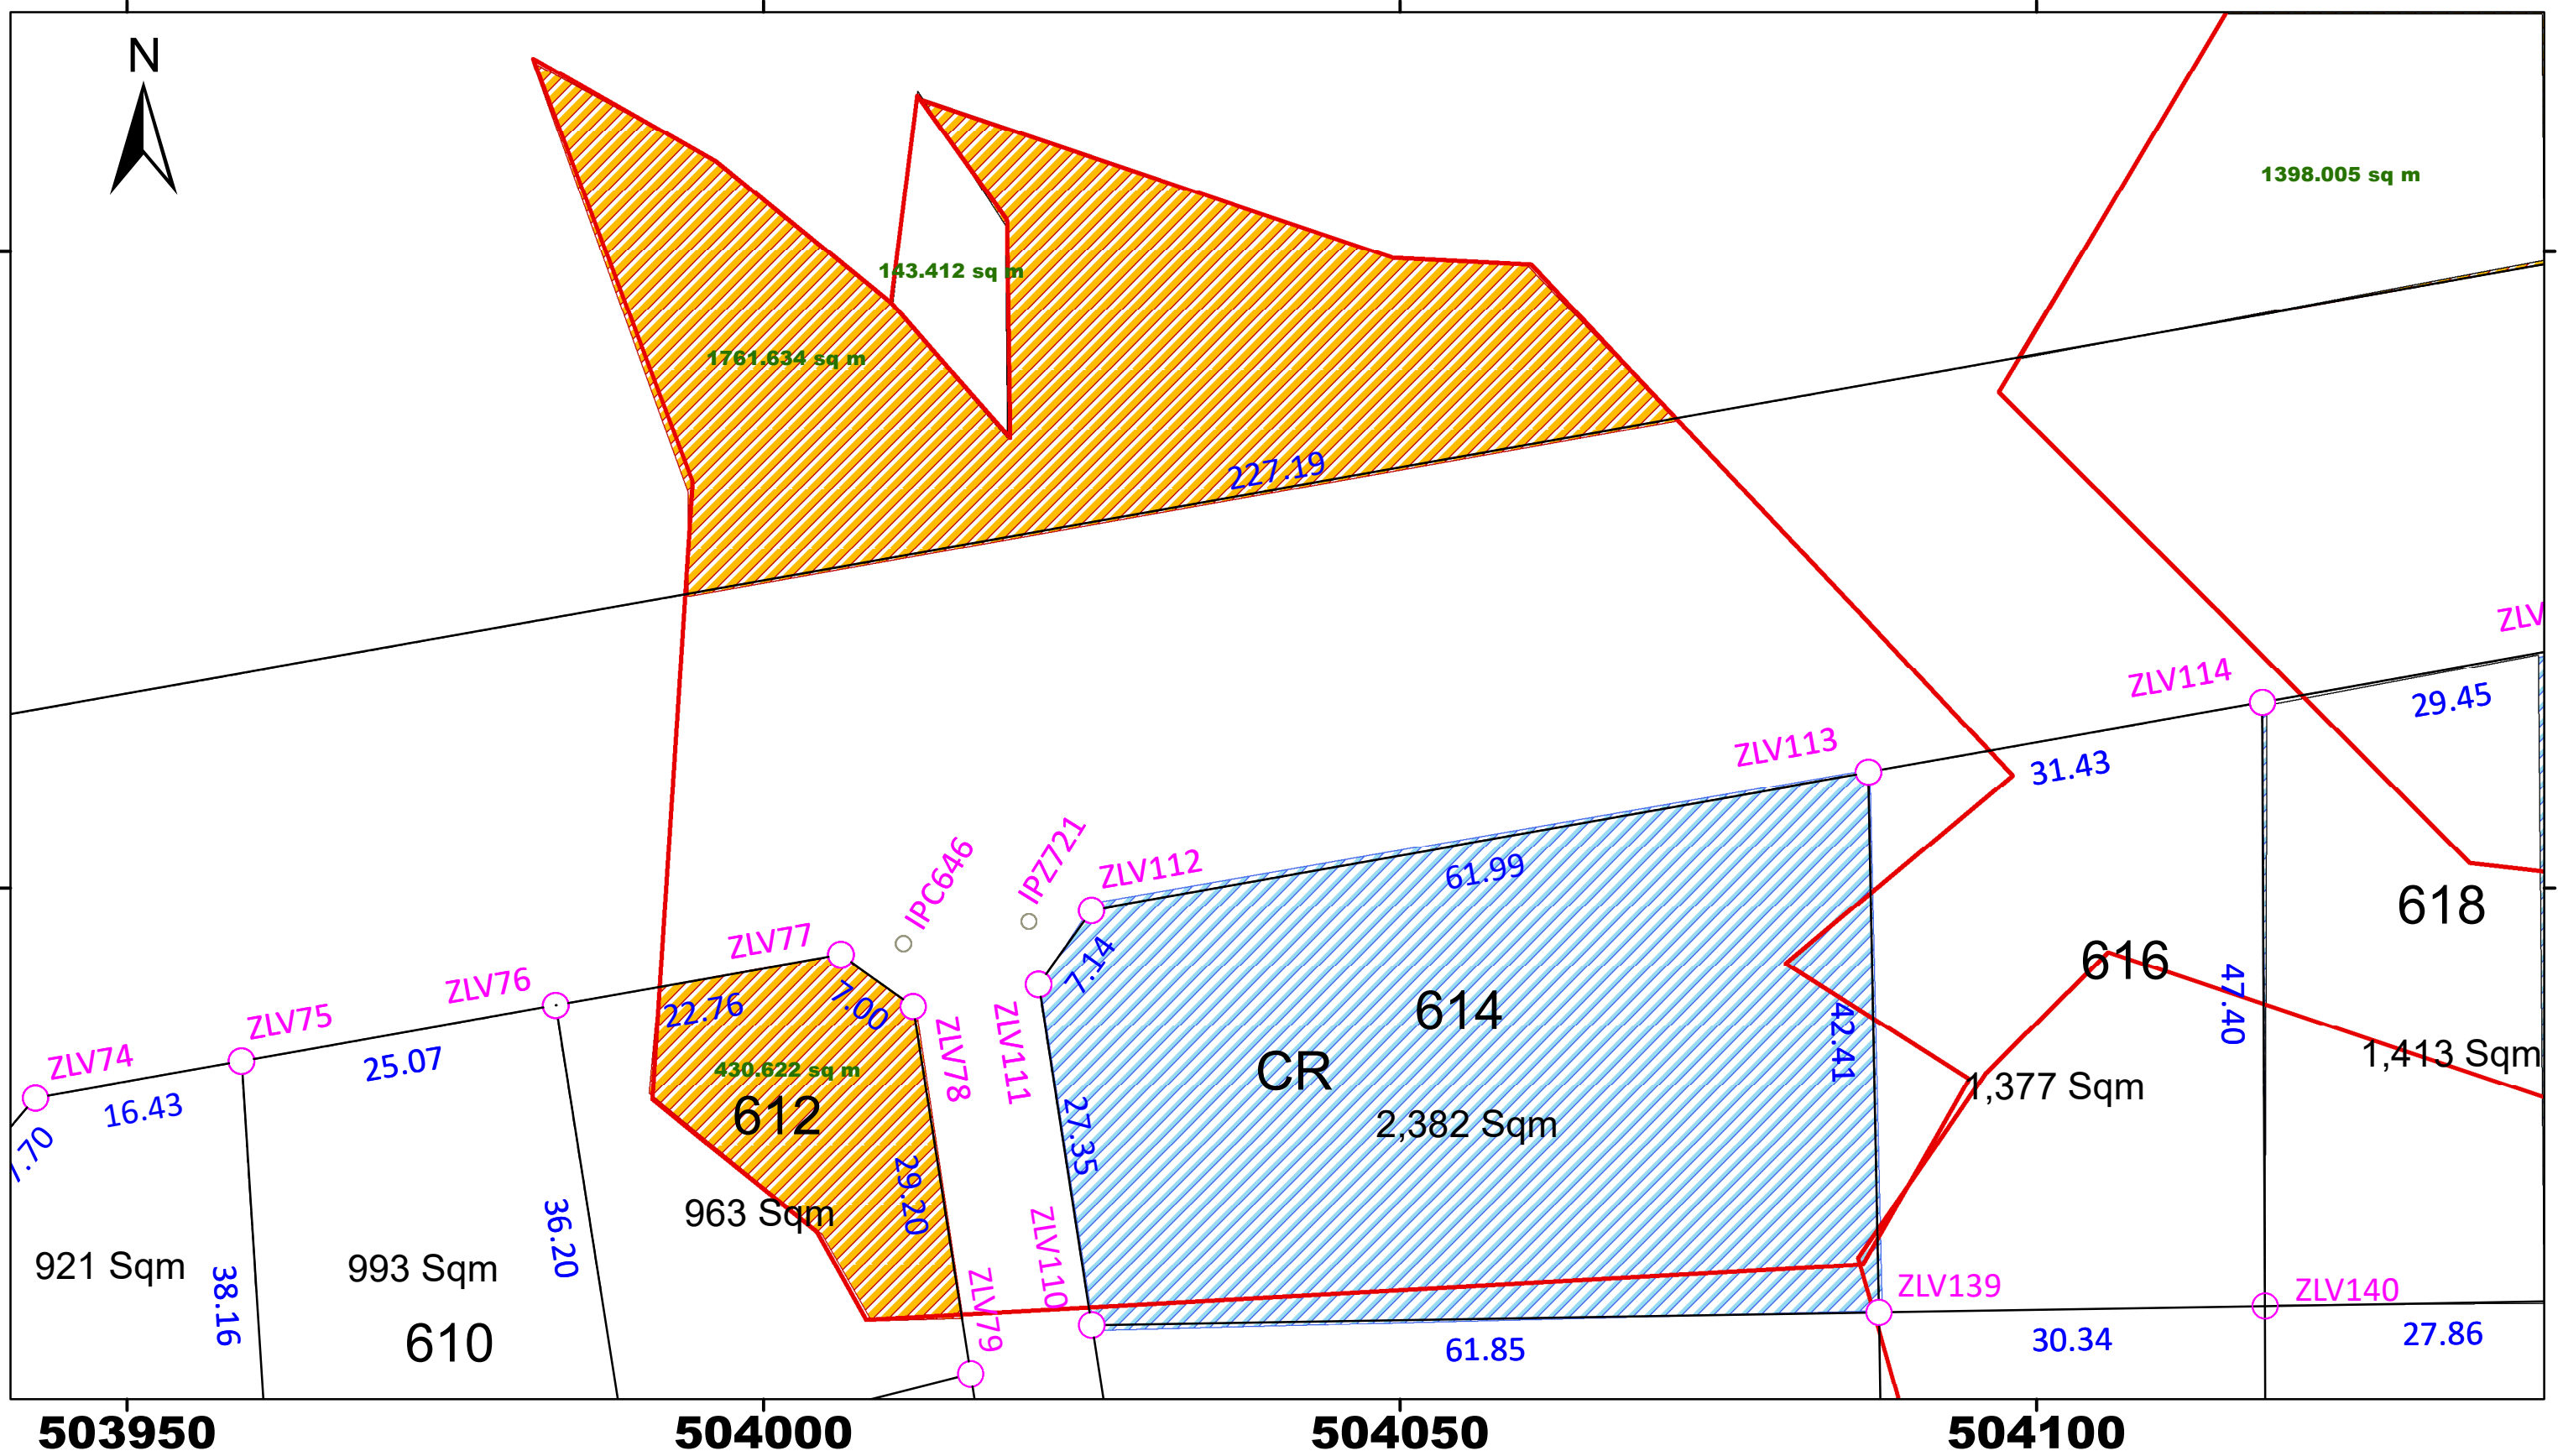 N
1398.005 sq m
143.412 sq m
1761.634 sq m
227.19
ZLV
ZLV114
29.45
ZLV113
31.43
IPC646
IPZ721
ZLV112
61.99
ZLV77
7.14
618
616
ZLV76
22.76
7.00
614
47.40
ZLV75
25.07
ZLV78
ZLV111
42.41
1,413 Sqm
ZLV74
16.43
430.622 sq m
CR
1,377 Sqm
612
2,382 Sqm
27.35
7.70
29.20
963 Sqm
36.20
921 Sqm
38.16
993 Sqm
ZLV110
ZLV79
ZLV139
ZLV140
610
61.85
30.34
27.86
503950
504000
504050
504100